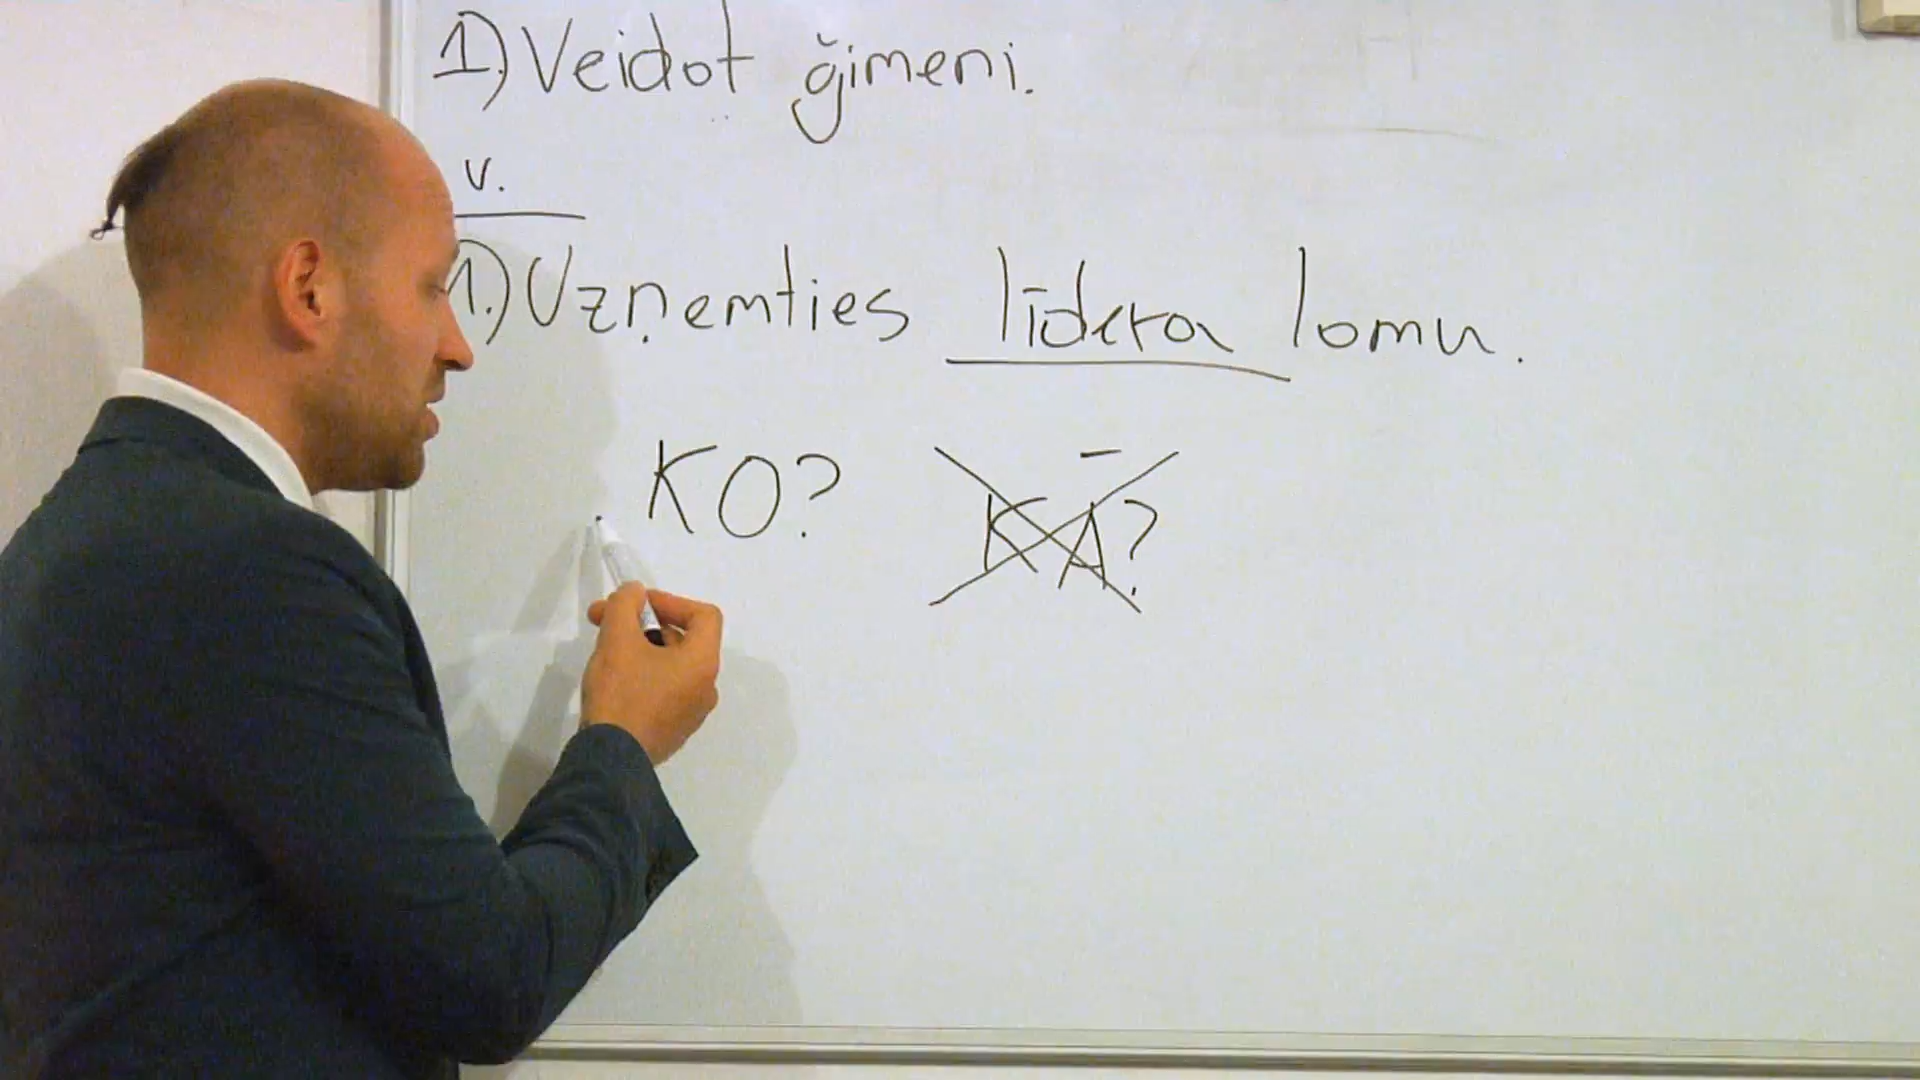 1.) Veidot ģimeni.
v.
1.) Uzņemties līdera lomu.
KO? KĀ?